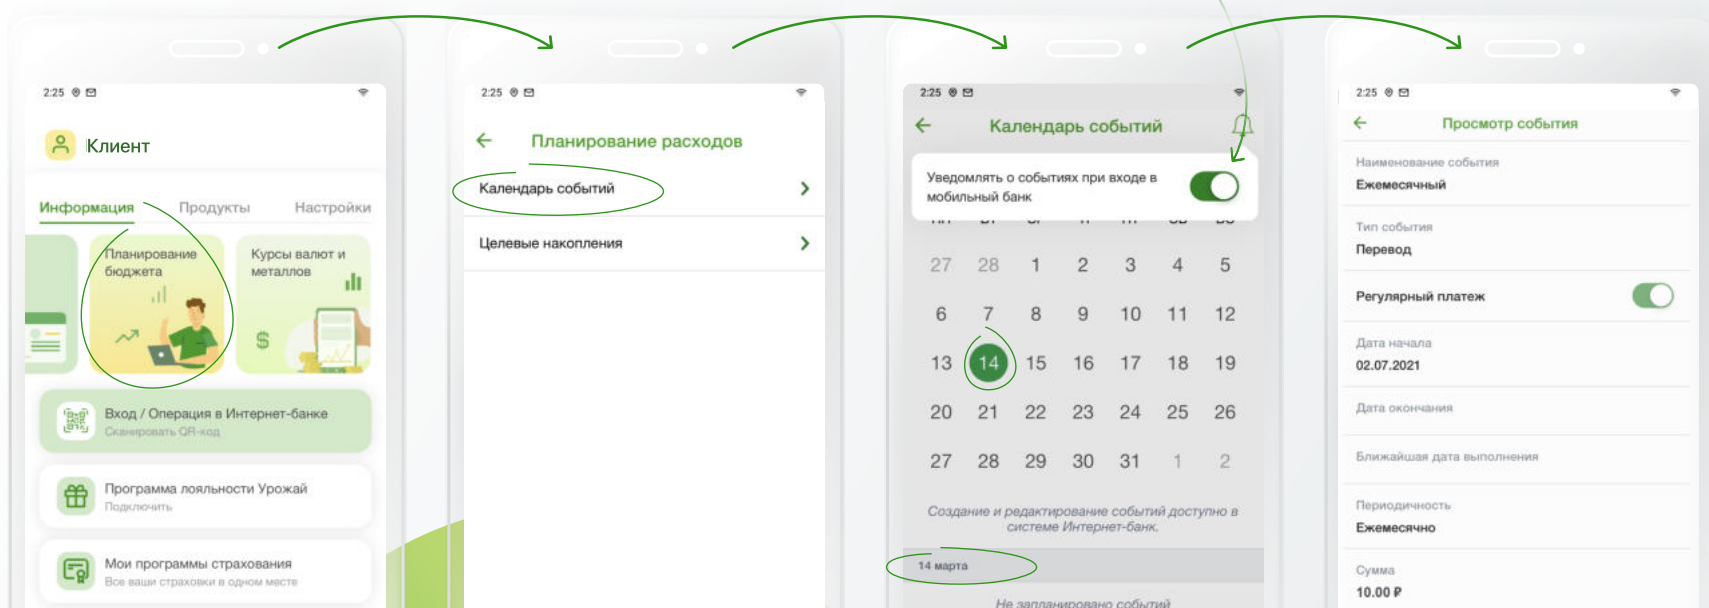 2:25
Клиент
Информация Продукты Настройки
Планирование
бюджета
Курсы валют и
металлов
Вход / Операция в Интернет-банке
Сканировать QR-код
Программа лояльности Урожай
Подключить
Мои программы страхования
Все ваши страховки в одном месте
2:25
Планирование расходов
Календарь событий
Целевые накопления
2:25
Календарь событий
Уведомлять о событиях при входе в
мобильный банк
27 28 1 2 3 4 5
6 7 8 9 10 11 12
13 14 15 16 17 18 19
20 21 22 23 24 25 26
27 28 29 30 31 1 2
Создание и редактирование событий доступно в
системе Интернет-банк.
14 марта
Не запланировано событий
2:25
Просмотр события
Наименование события
Ежемесячный
Тип события
Перевод
Регулярный платеж
Дата начала
02.07.2021
Дата окончания
Ближайшая дата выполнения
Периодичность
Ежемесячно
Сумма
10.00 ₽